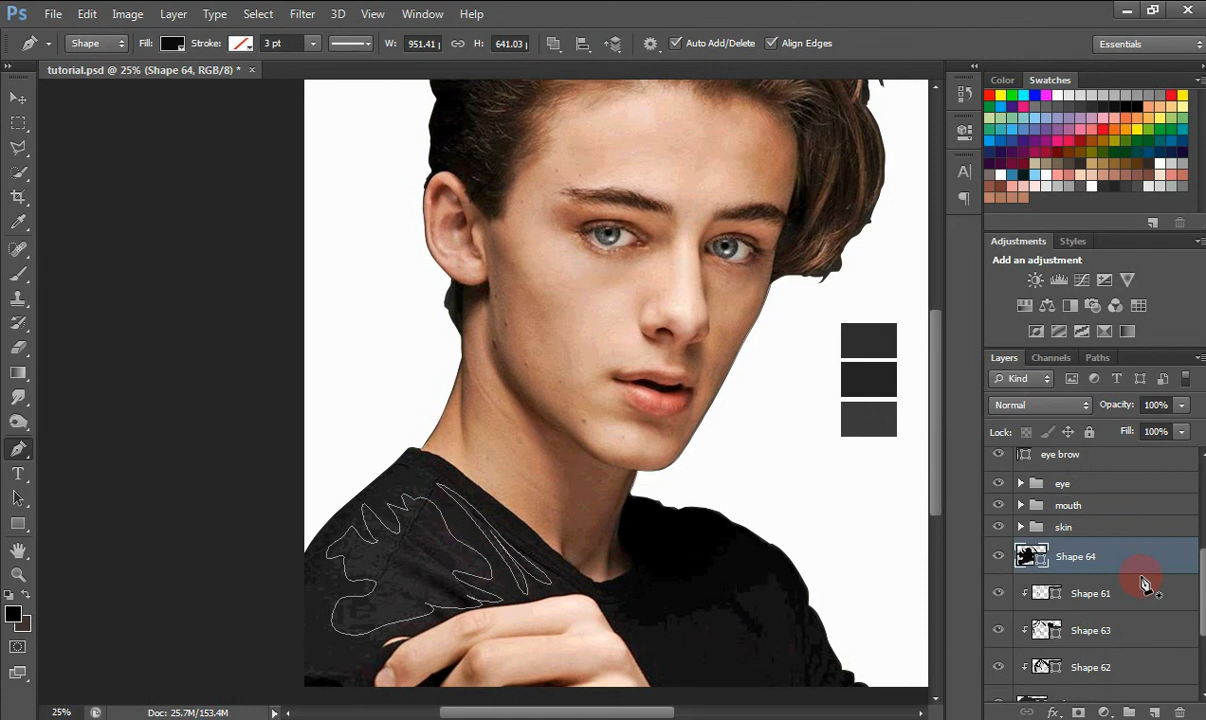 Ps File Edit Image Layer Type Select Filter 3D View Window Help
Shape Fill: Stroke: 3 pt W: 951.41 H: 641.03 Auto Add/Delete Align Edges Essentials
tutorial.psd @ 25% (Shape 64, RGB/8) * ×
Color Swatches
Adjustments Styles
Add an adjustment
Layers Channels Paths
Kind
Normal Opacity: 100%
Lock: Fill: 100%
eye brow
eye
mouth
skin
Shape 64
Shape 61
Shape 63
Shape 62
25% Doc: 25.7M/153.4M